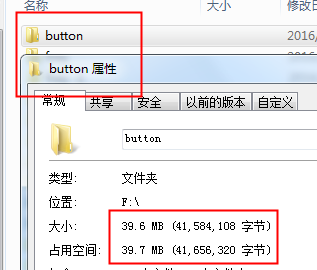 名称 大小 修改日
button 2016/
2016/
button 属性
常规 共享 安全 以前的版本 自定义
button
类型: 文件夹
位置: F:\
大小: 39.6 MB (41,584,108 字节)
占用空间: 39.7 MB (41,656,320 字节)